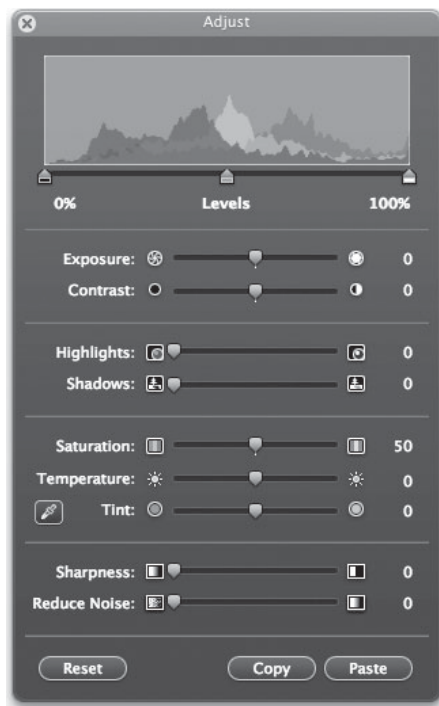 Adjust
0% Levels 100%
Exposure: 0
Contrast: 0
Highlights: 0
Shadows: 0
Saturation: 50
Temperature: 0
Tint: 0
Sharpness: 0
Reduce Noise: 0
Reset Copy Paste